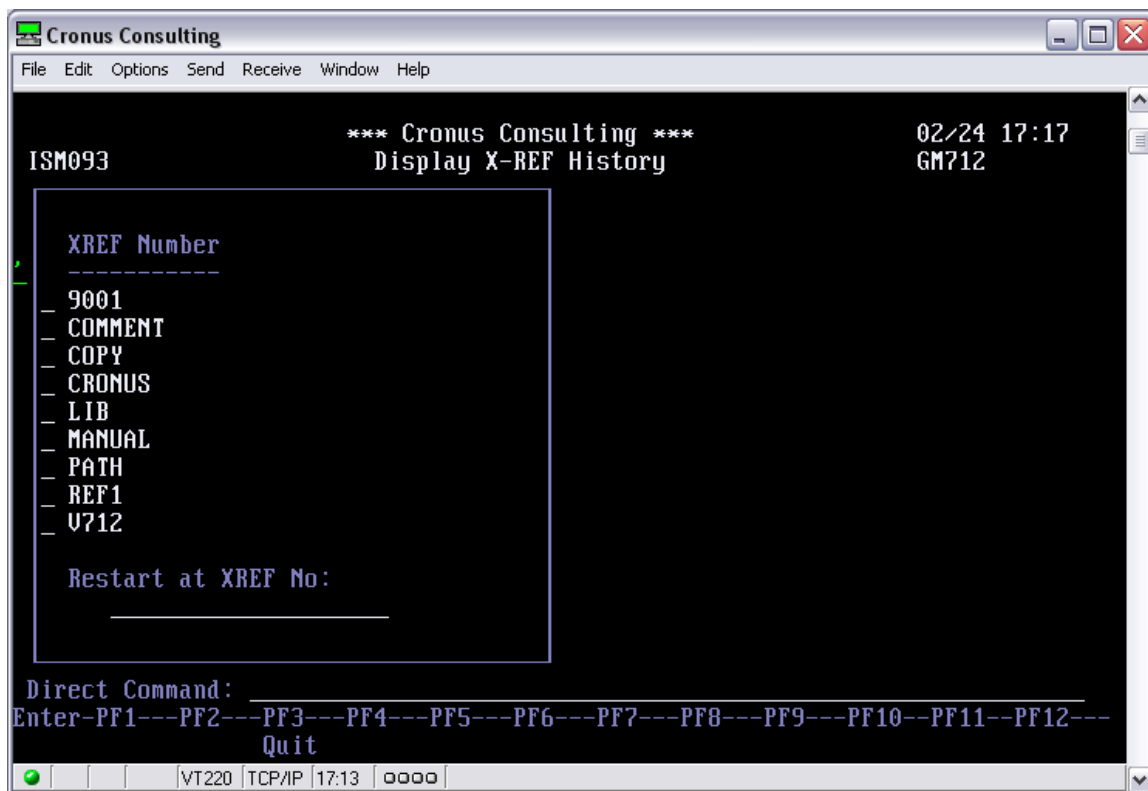 Cronus Consulting
File Edit Options Send Receive Window Help
*** Cronus Consulting *** 02/24 17:17
ISM093 Display X-REF History GM712
XREF Number
-----------
_ 9001
_ COMMENT
_ COPY
_ CRONUS
_ LIB
_ MANUAL
_ PATH
_ REF1
_ V712
Restart at XREF No:
____________________
Direct Command: ____________________________________________________________
Enter-PF1---PF2---PF3---PF4---PF5---PF6---PF7---PF8---PF9---PF10--PF11--PF12---
Quit
VT220 TCP/IP 17:13 0000